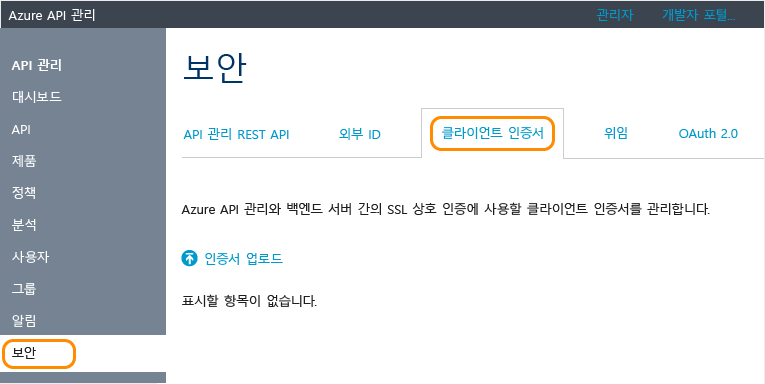 Azure API 관리
관리자
개발자 포털...
API 관리
대시보드
API
제품
정책
분석
사용자
그룹
알림
보안
보안
API 관리 REST API
외부 ID
클라이언트 인증서
위임
OAuth 2.0
Azure API 관리와 백엔드 서버 간의 SSL 상호 인증에 사용할 클라이언트 인증서를 관리합니다.
인증서 업로드
표시할 항목이 없습니다.